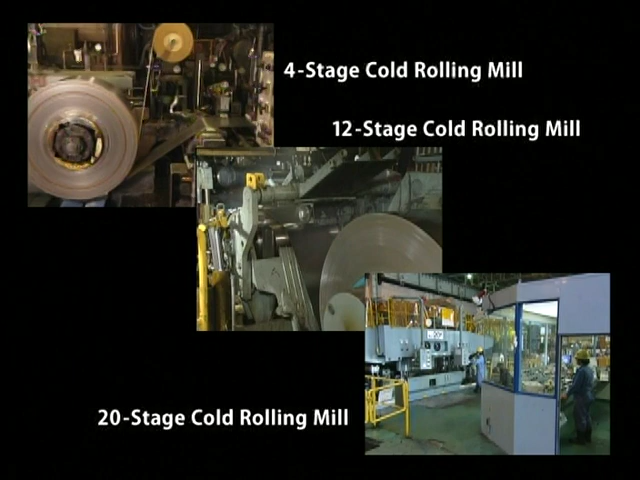 4-Stage Cold Rolling Mill
12-Stage Cold Rolling Mill
20-Stage Cold Rolling Mill